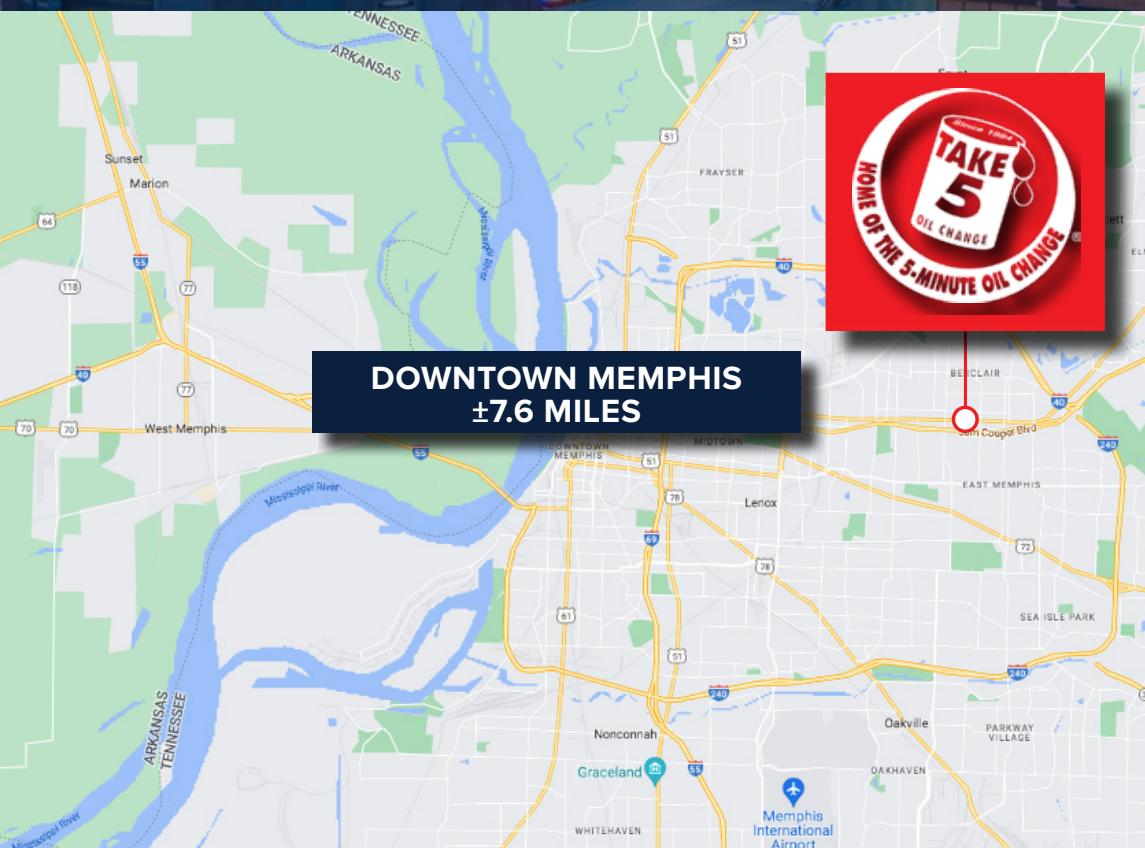 TENNESSEE
ARKANSAS
51
51
FRAYSER
Sunset
Marion
64
55
118
77
Mississippi River
40
Since 1984
TAKE
5
OIL CHANGE
HOME OF THE 5-MINUTE OIL CHANGE
DOWNTOWN MEMPHIS
±7.6 MILES
BERCLAIR
40
40
77
70
70
West Memphis
55
DOWNTOWN
MEMPHIS
51
MIDTOWN
Sam Cooper Blvd
240
Mississippi River
78
Lenox
EAST MEMPHIS
69
72
78
61
SEA ISLE PARK
51
240
240
ARKANSAS
TENNESSEE
Nonconnah
Oakville
PARKWAY
VILLAGE
Graceland
55
OAKHAVEN
Memphis
International
Airport
WHITEHAVEN
Mississippi River